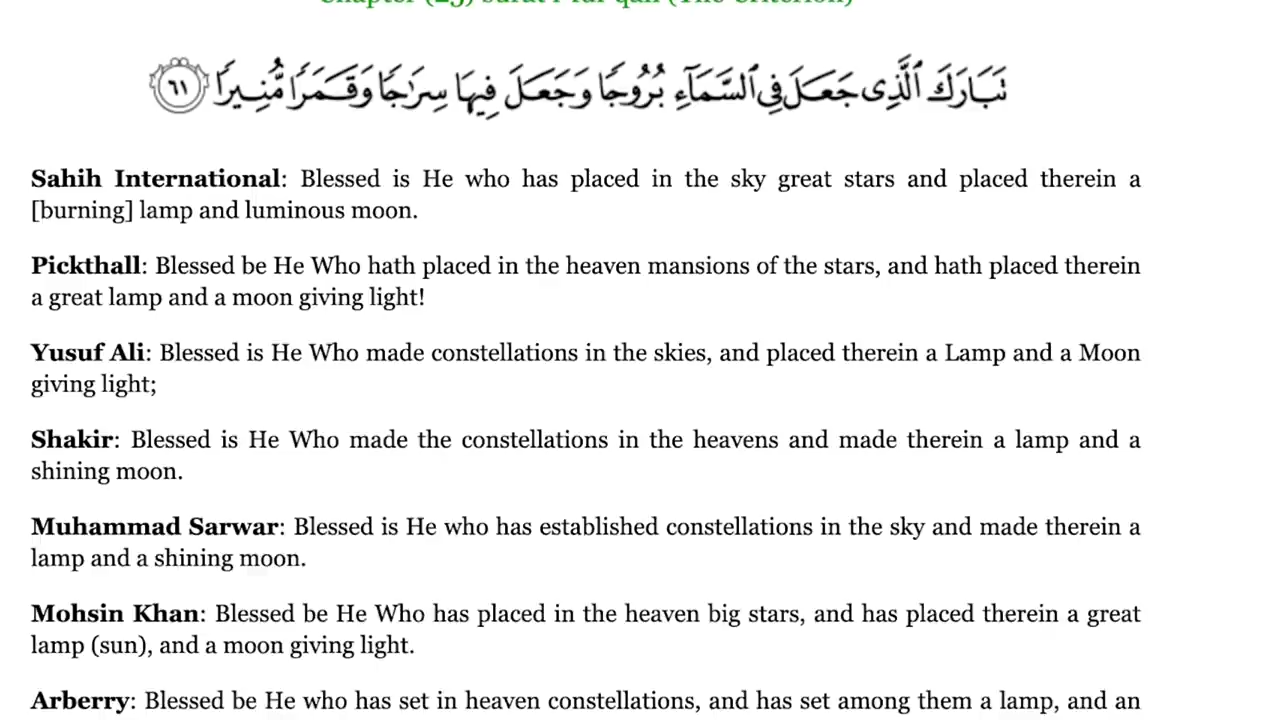 Chapter (25) sūrat l-fur'qān (The Criterion)
تَبَارَكَ ٱلَّذِى جَعَلَ فِى ٱلسَّمَآءِ بُرُوجًا وَجَعَلَ فِيهَا سِرَٰجًا وَقَمَرًا مُّنِيرًا ٦١
Sahih International: Blessed is He who has placed in the sky great stars and placed therein a
[burning] lamp and luminous moon.
Pickthall: Blessed be He Who hath placed in the heaven mansions of the stars, and hath placed therein
a great lamp and a moon giving light!
Yusuf Ali: Blessed is He Who made constellations in the skies, and placed therein a Lamp and a Moon
giving light;
Shakir: Blessed is He Who made the constellations in the heavens and made therein a lamp and a
shining moon.
Muhammad Sarwar: Blessed is He who has established constellations in the sky and made therein a
lamp and a shining moon.
Mohsin Khan: Blessed be He Who has placed in the heaven big stars, and has placed therein a great
lamp (sun), and a moon giving light.
Arberry: Blessed be He who has set in heaven constellations, and has set among them a lamp, and an